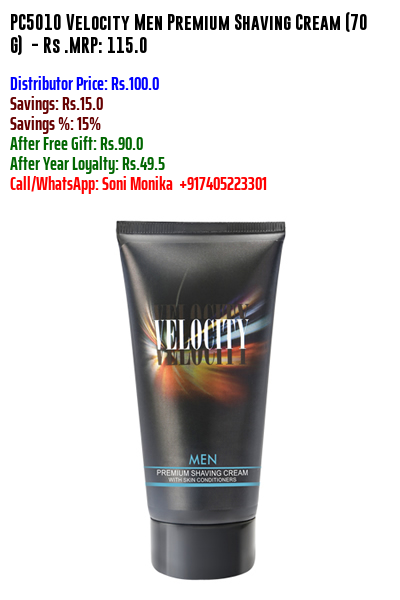 PC5010 Velocity Men Premium Shaving Cream (70
G) - Rs .MRP: 115.0
Distributor Price: Rs.100.0
Savings: Rs.15.0
Savings %: 15%
After Free Gift: Rs.90.0
After Year Loyalty: Rs.49.5
Call/WhatsApp: Soni Monika +917405223301
VELOCITY
VELOCITY
VELOCITY
MEN
PREMIUM SHAVING CREAM
WITH SKIN CONDITIONERS